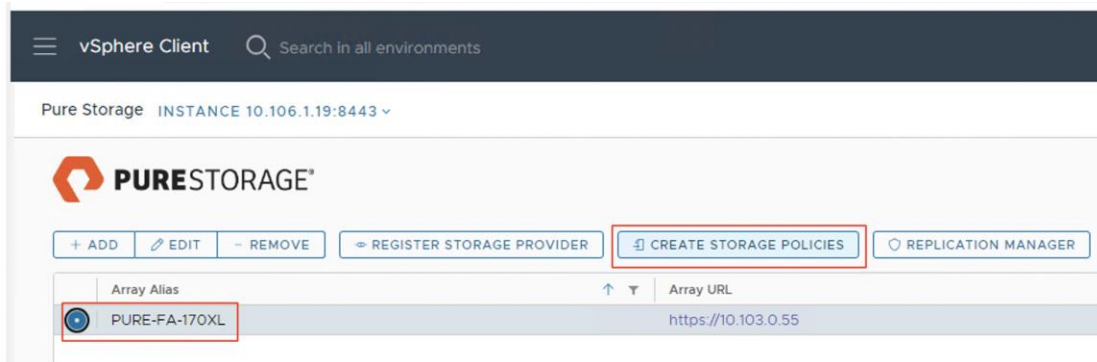 vSphere Client Search in all environments
Pure Storage INSTANCE 10.106.1.19:8443
PURESTORAGE®
+ ADD EDIT - REMOVE REGISTER STORAGE PROVIDER CREATE STORAGE POLICIES REPLICATION MANAGER
Array Alias Array URL
PURE-FA-170XL https://10.103.0.55